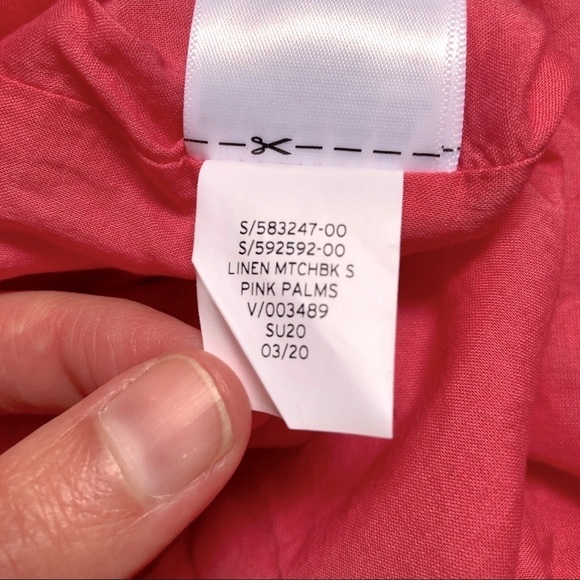 S/583247-00
S/592592-00
LINEN MTCHBK S
PINK PALMS
V/003489
SU20
03/20